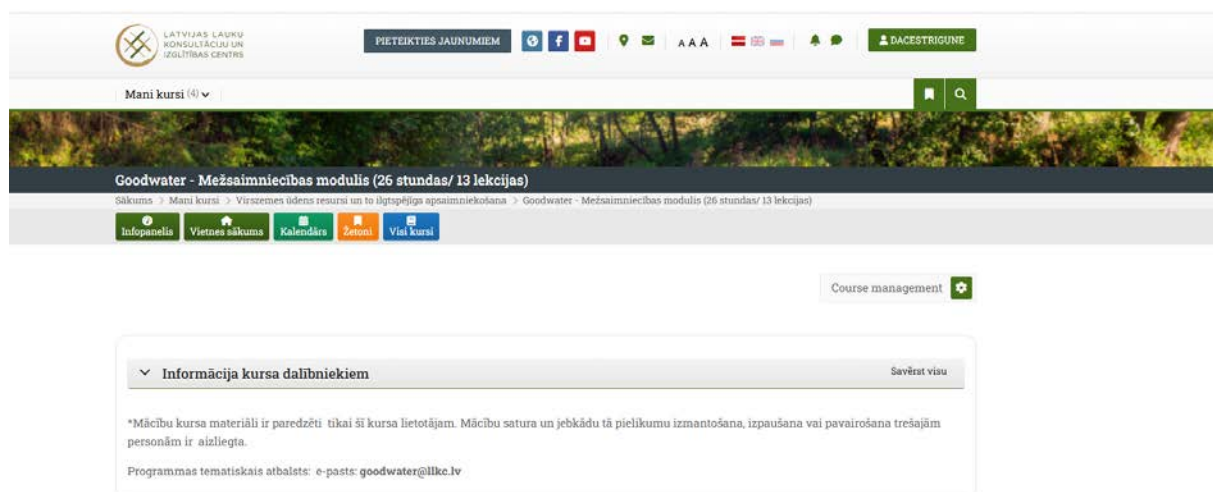 LATVIJAS LAUKU
KONSULTĀCIJU UN
IZGLĪTĪBAS CENTRS
PIETEIKTIES JAUNUMIEM
A A A
DACESTRIGUNE
Mani kursi (4)
Goodwater - Mežsaimniecības modulis (26 stundas/ 13 lekcijas)
Sākums > Mani kursi > Virszemes ūdens resursi un to ilgtspējīga apsaimniekošana > Goodwater - Mežsaimniecības modulis (26 stundas/ 13 lekcijas)
Infopanelis Vietnes sākums Kalendārs Žetoni Visi kursi
Course management
Informācija kursa dalībniekiem
Savērst visu
*Mācību kursa materiāli ir paredzēti tikai šī kursa lietotājam. Mācību satura un jebkādu tā pielikumu izmantošana, izpaušana vai pavairošana trešajām
personām ir aizliegta.
Programmas tematiskais atbalsts: e-pasts: goodwater@llkc.lv